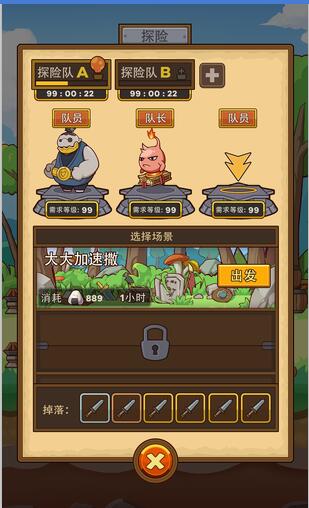 探险
探险队A 探险队B
99:00:22 99:00:22
队员 队长 队员
需求等级: 99 需求等级: 99 需求等级: 99
选择场景
大大加速撒
出发
消耗 889 1小时
掉落: